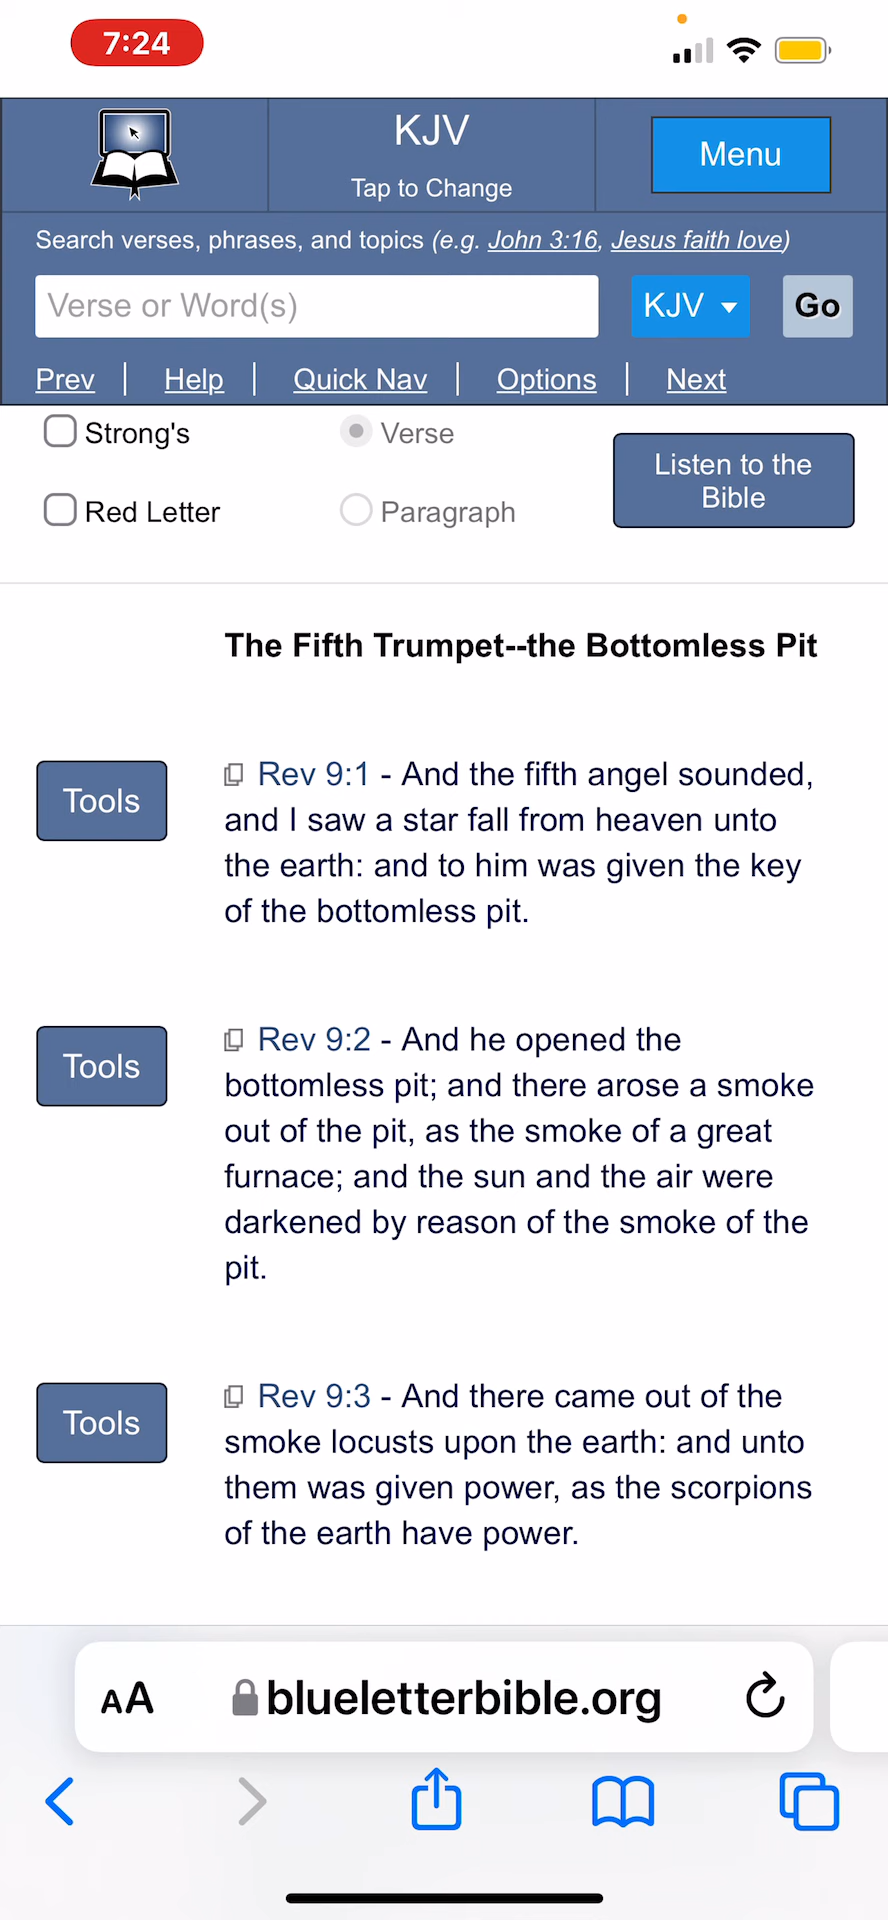 7:24
KJV
Tap to Change
Menu
Search verses, phrases, and topics (e.g. John 3:16, Jesus faith love)
Verse or Word(s)
KJV
Go
Prev | Help | Quick Nav | Options | Next
Strong's
Verse
Listen to the
Bible
Red Letter
Paragraph
The Fifth Trumpet--the Bottomless Pit
Tools
Rev 9:1 - And the fifth angel sounded,
and I saw a star fall from heaven unto
the earth: and to him was given the key
of the bottomless pit.
Tools
Rev 9:2 - And he opened the
bottomless pit; and there arose a smoke
out of the pit, as the smoke of a great
furnace; and the sun and the air were
darkened by reason of the smoke of the
pit.
Tools
Rev 9:3 - And there came out of the
smoke locusts upon the earth: and unto
them was given power, as the scorpions
of the earth have power.
AA
blueletterbible.org